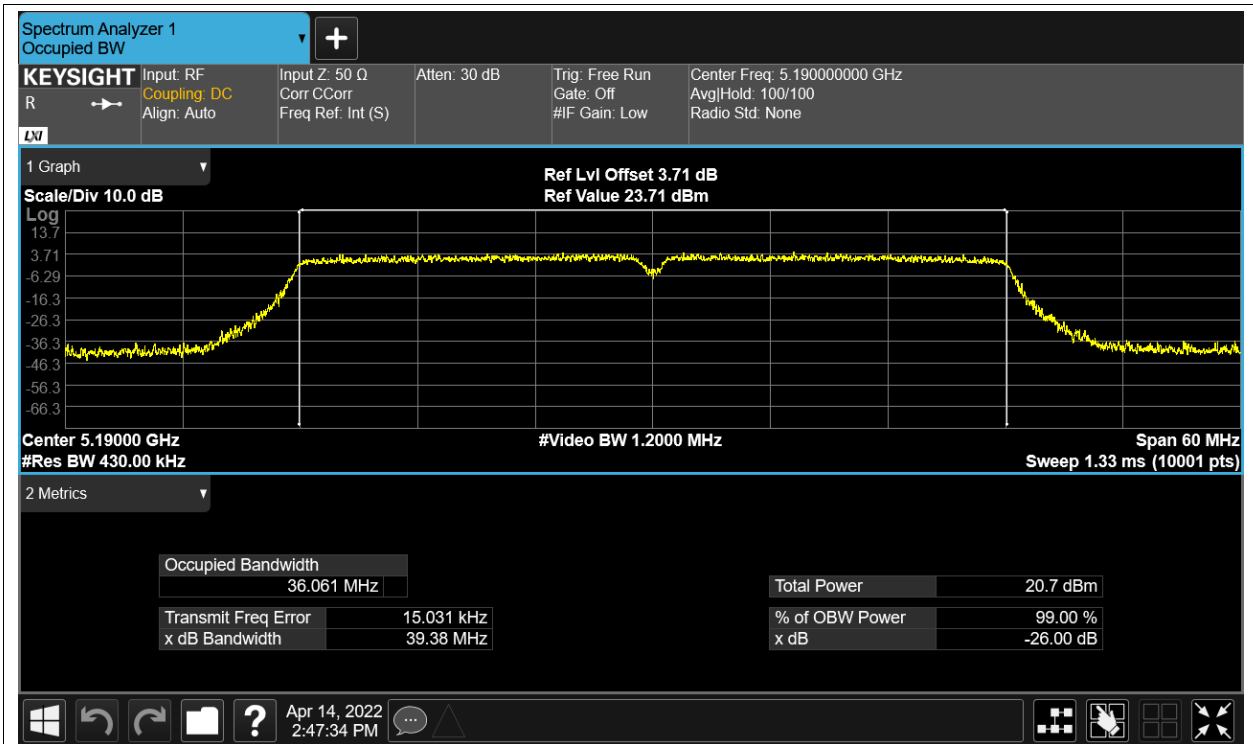 Spectrum Analyzer 1
Occupied BW
KEYSIGHT
R
LXI
Input: RF
Coupling: DC
Align: Auto
Input Z: 50 Ω
Corr CCorr
Freq Ref: Int (S)
Atten: 30 dB
Trig: Free Run
Gate: Off
#IF Gain: Low
Center Freq: 5.190000000 GHz
Avg|Hold: 100/100
Radio Std: None
1 Graph
Scale/Div 10.0 dB
Ref Lvl Offset 3.71 dB
Ref Value 23.71 dBm
Log
13.7
3.71
-6.29
-16.3
-26.3
-36.3
-46.3
-56.3
-66.3
Center 5.19000 GHz
#Video BW 1.2000 MHz
Span 60 MHz
#Res BW 430.00 kHz
Sweep 1.33 ms (10001 pts)
2 Metrics
Occupied Bandwidth
36.061 MHz
Total Power 20.7 dBm
Transmit Freq Error 15.031 kHz
% of OBW Power 99.00 %
x dB Bandwidth 39.38 MHz
x dB -26.00 dB
?
Apr 14, 2022
2:47:34 PM